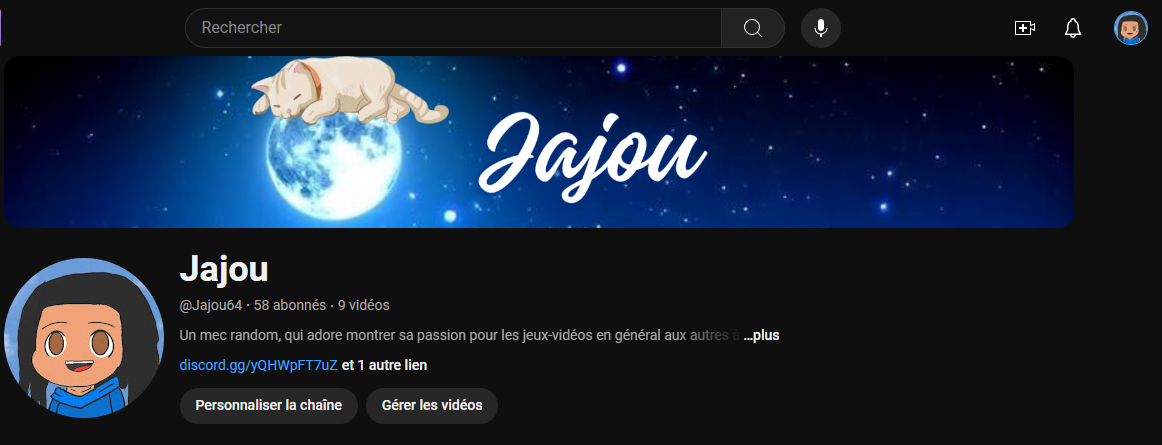 Rechercher
Jajou
Jajou
@Jajou64 · 58 abonnés · 9 vidéos
Un mec random, qui adore montrer sa passion pour les jeux-vidéos en général aux autres à ...plus
discord.gg/yQHWpFT7uZ et 1 autre lien
Personnaliser la chaîne Gérer les vidéos